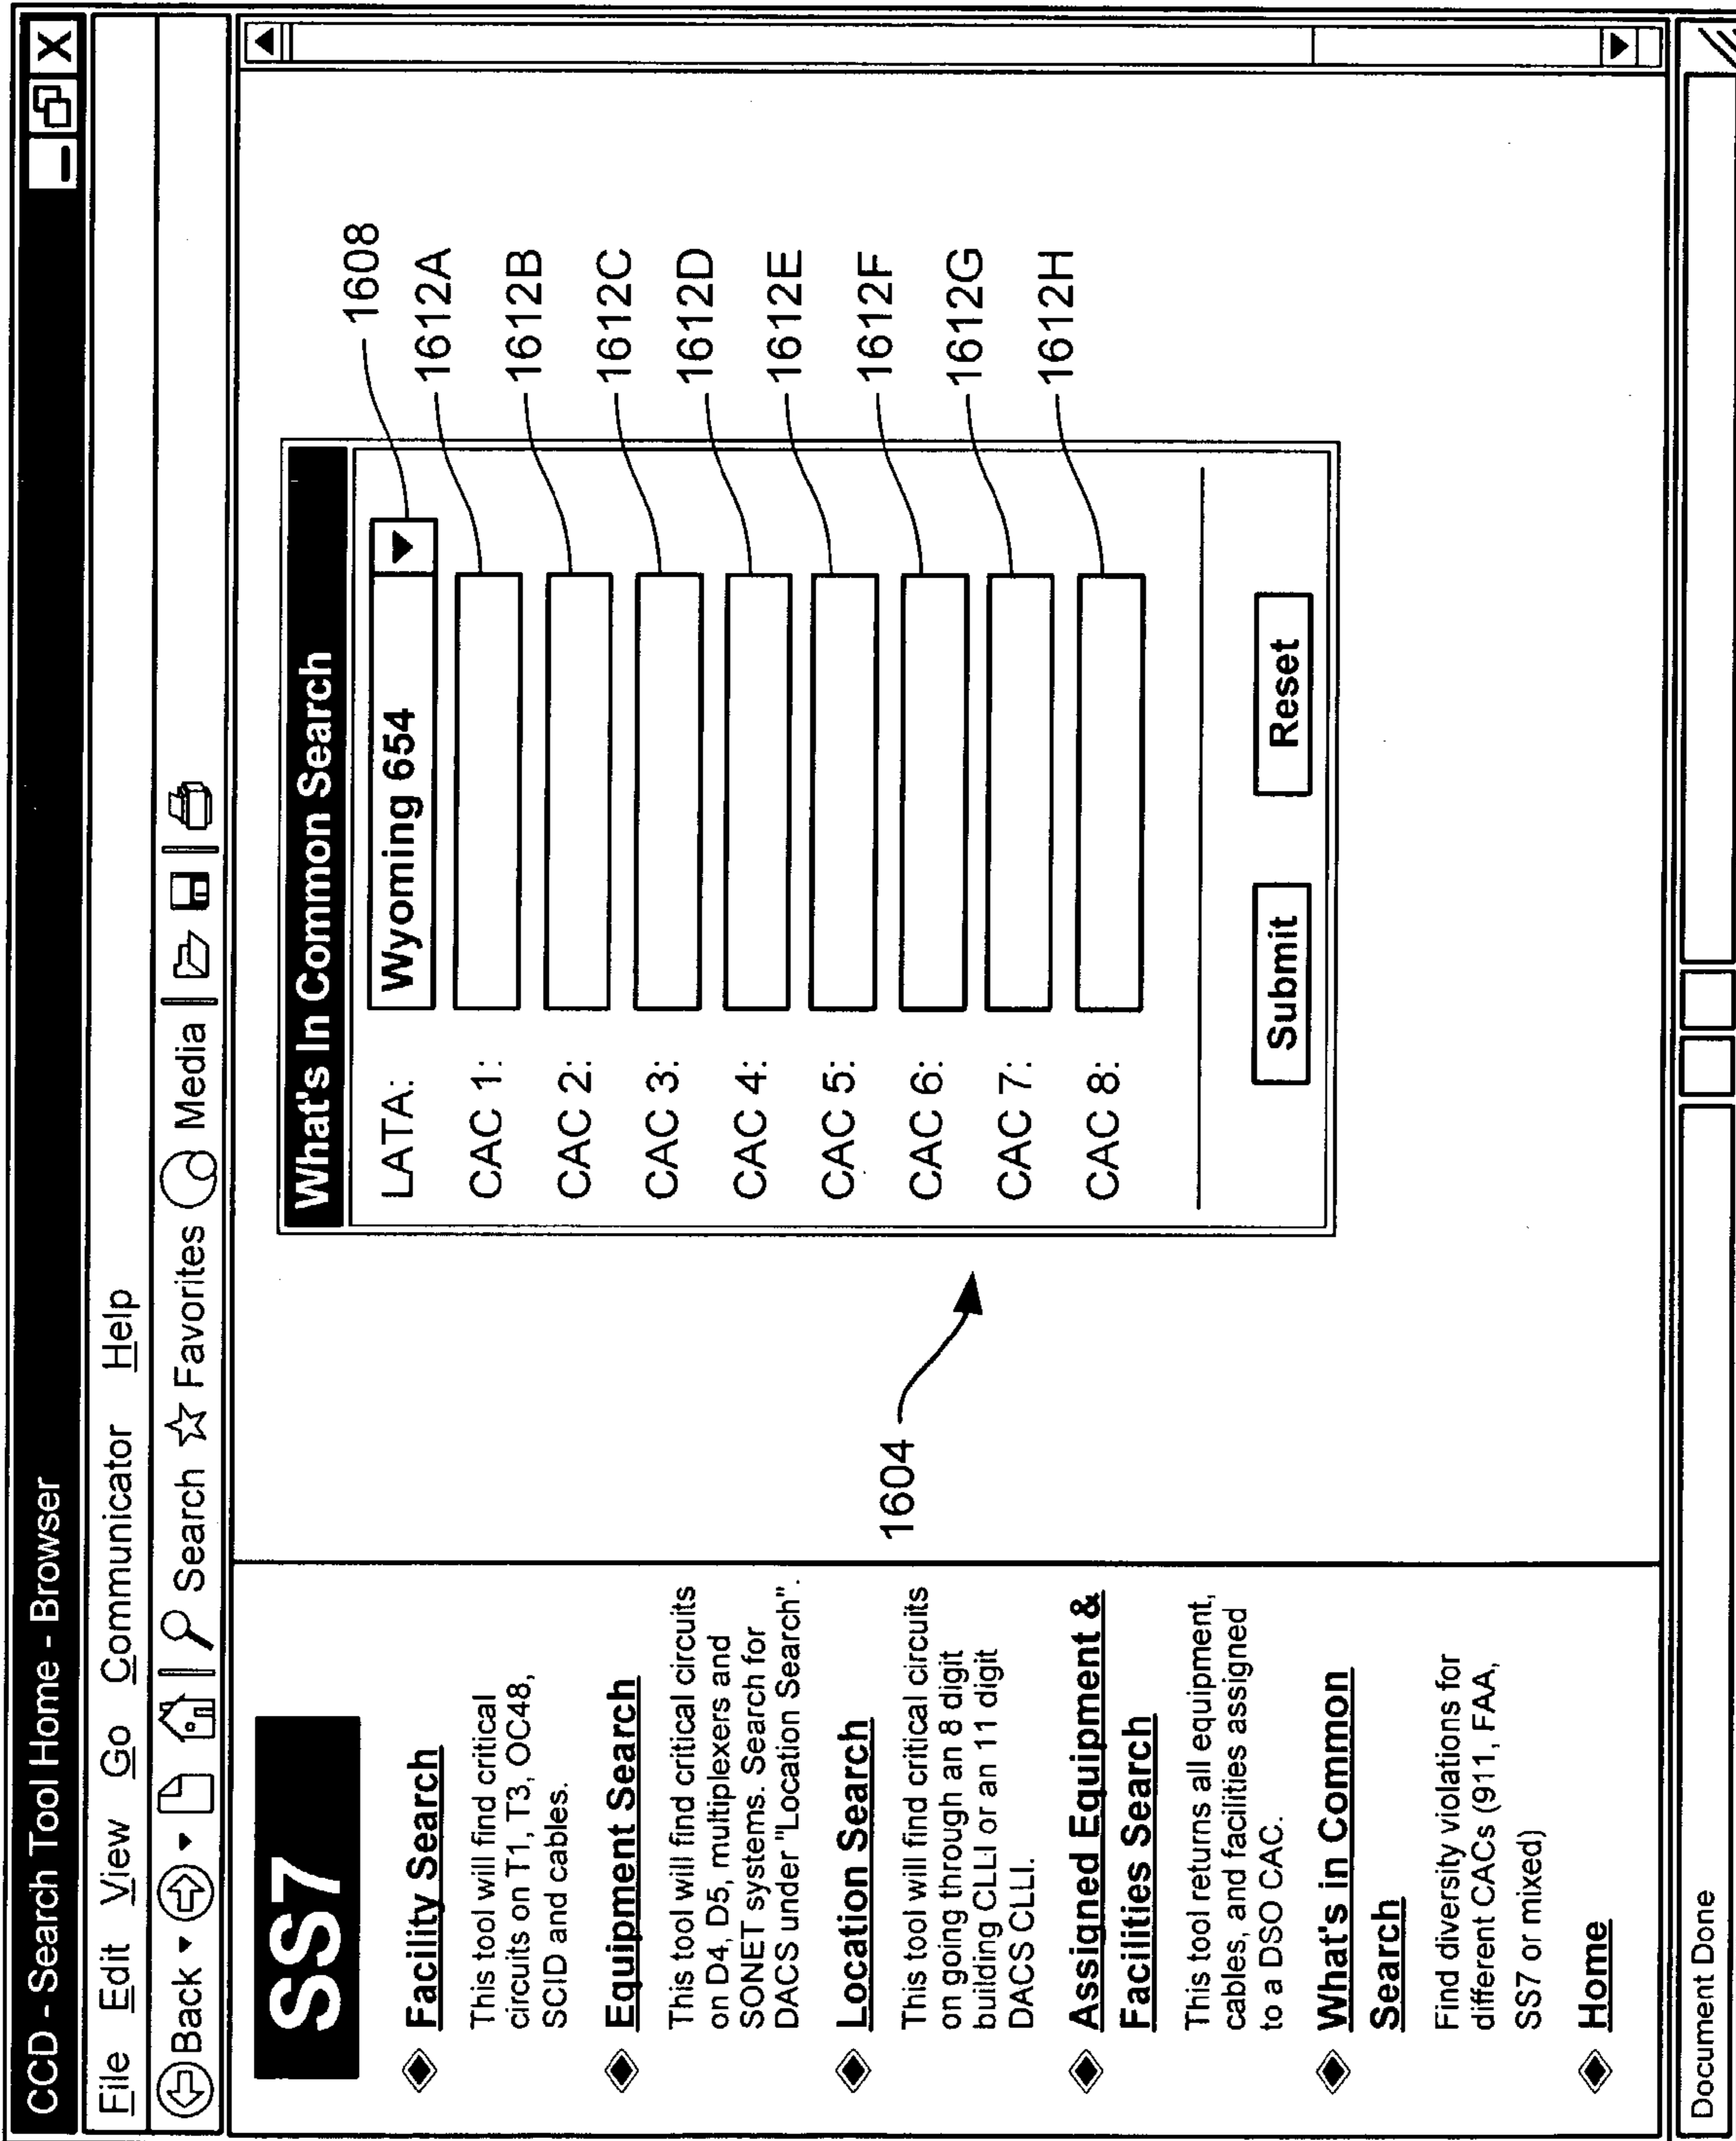 CCD - Search Tool Home - Browser
File Edit View Go Communicator Help
Back Search Favorites Media
SS7
Facility Search
This tool will find critical
circuits on T1, T3, OC48,
SCID and cables.
Equipment Search
This tool will find critical circuits
on D4, D5, multiplexers and
SONET systems. Search for
DACS under "Location Search".
Location Search
This tool will find critical circuits
on going through an 8 digit
building CLLI or an 11 digit
DACS CLLI.
Assigned Equipment &
Facilities Search
This tool returns all equipment,
cables, and facilities assigned
to a DSO CAC.
What's in Common
Search
Find diversity violations for
different CACs (911, FAA,
SS7 or mixed)
Home
1604
What's In Common Search
LATA: Wyoming 654 1608
CAC 1: 1612A
CAC 2: 1612B
CAC 3: 1612C
CAC 4: 1612D
CAC 5: 1612E
CAC 6: 1612F
CAC 7: 1612G
CAC 8: 1612H
Submit Reset
Document Done